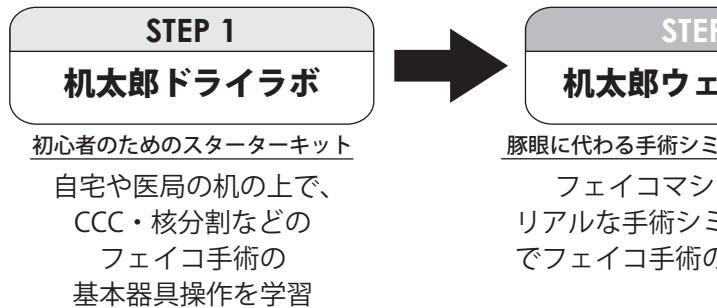 STEP 1
机太郎ドライラボ
初心者のためのスターターキット
自宅や医局の机の上で、
CCC・核分割などの
フェイコ手術の
基本器具操作を学習
STEP
机太郎ウェ
豚眼に代わる手術シミ
フェイコマシ
リアルな手術シミ
でフェイコ手術の